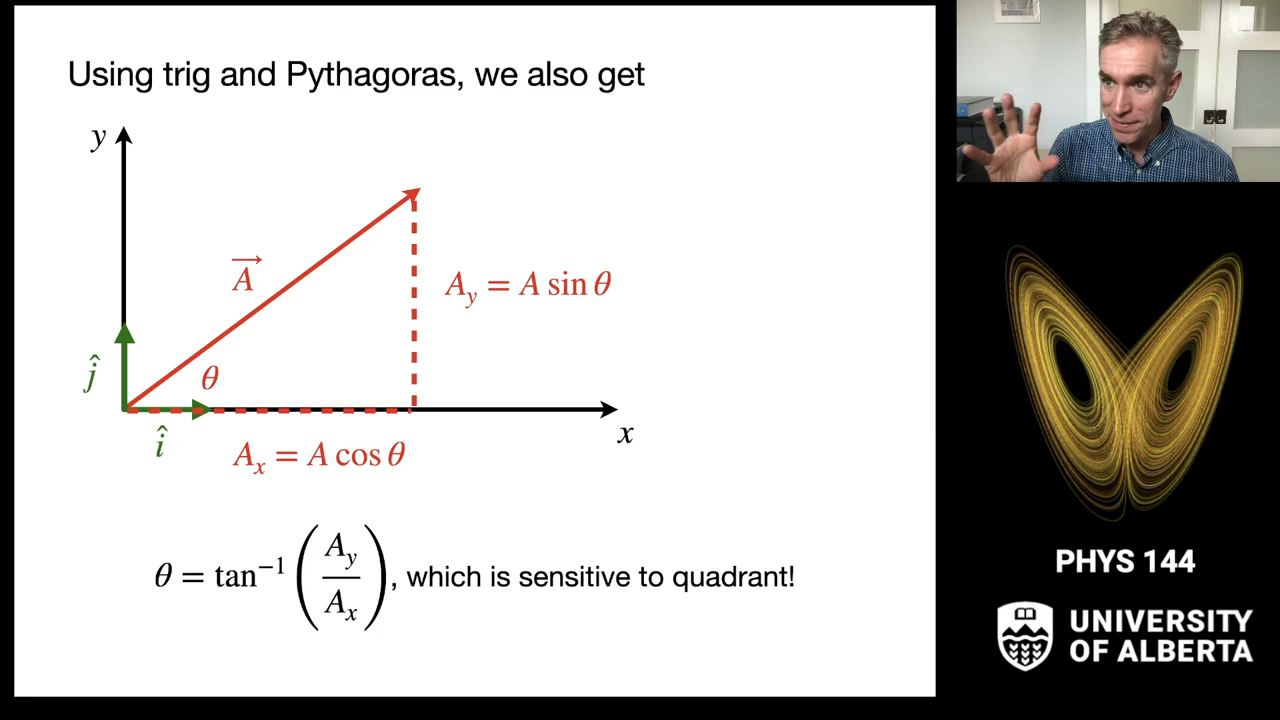 Using trig and Pythagoras, we also get
y
\vec{A}
A_y = A sin θ
ĵ
θ
î
x
A_x = A cos θ
θ = tan⁻¹(A_y / A_x), which is sensitive to quadrant!
PHYS 144
UNIVERSITY
OF ALBERTA